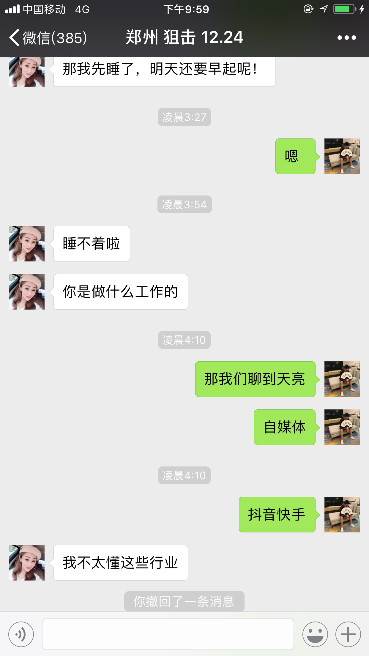 中国移动 4G 下午9:59
微信(385) 郑州 狙击 12.24
那我先睡了，明天还要早起呢！
凌晨3:27
嗯
凌晨3:54
睡不着啦
你是做什么工作的
凌晨4:10
那我们聊到天亮
自媒体
凌晨4:10
抖音快手
我不太懂这些行业
你撤回了一条消息